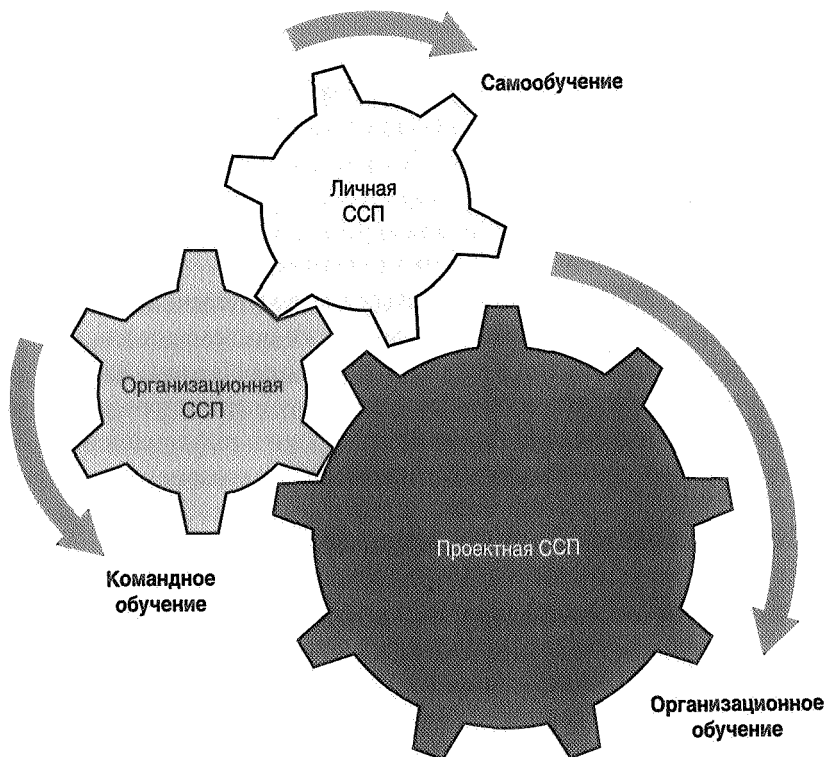 Самообучение
Личная
ССП
Организационная
ССП
Проектная ССП
Командное
обучение
Организационное
обучение